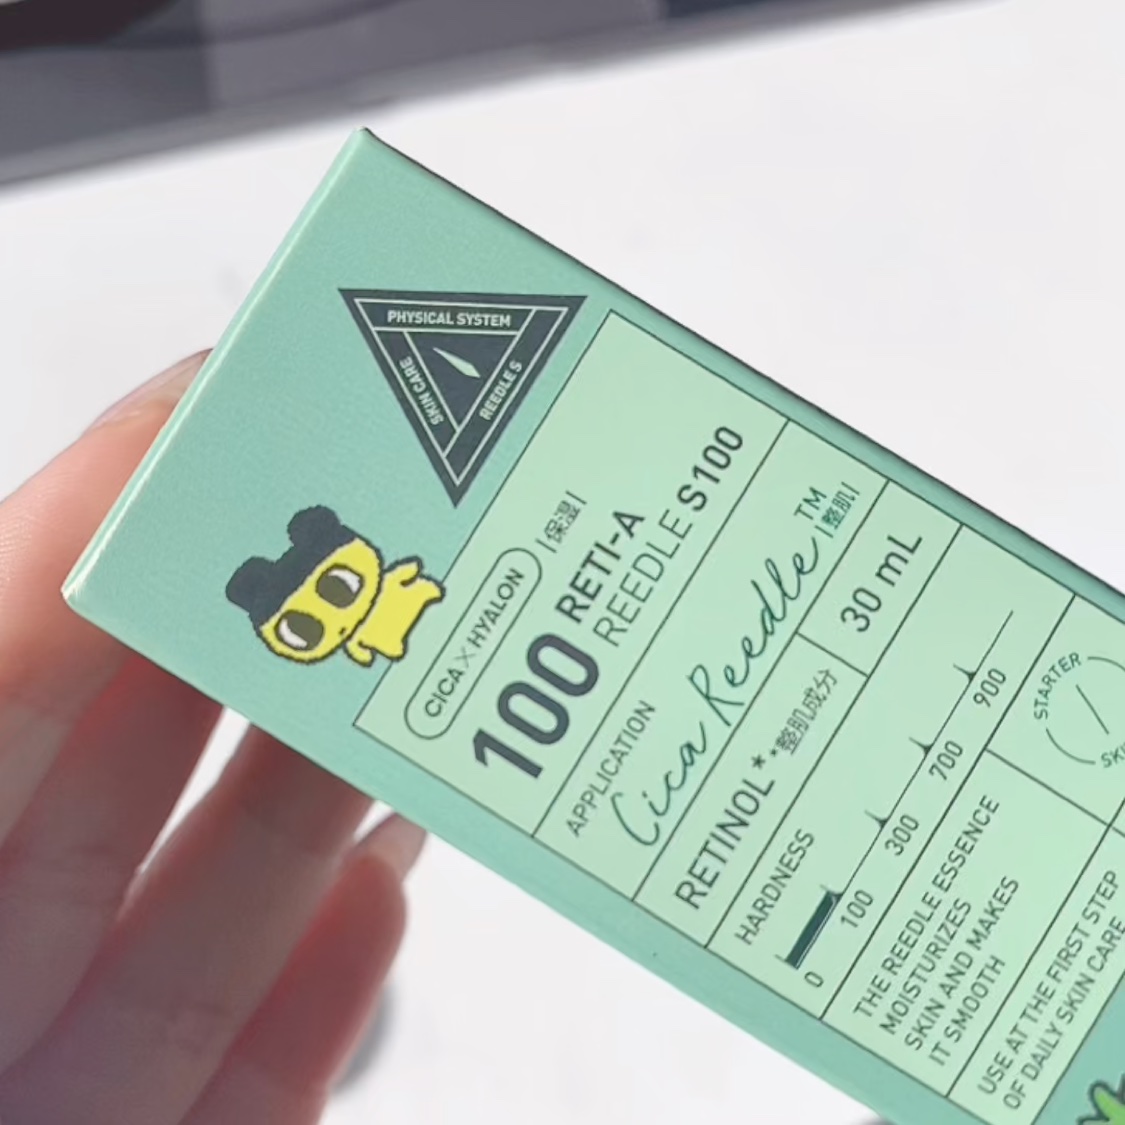 PHYSICAL SYSTEM
SKIN CARE
REEDLE S
CICA X HYALON
|保湿|
100 RETI-A
REEDLE S100
APPLICATION
Cica Reedle™
|整肌|
RETINOL*
*整肌成分
30 mL
HARDNESS
0 100 300 700 900
THE REEDLE ESSENCE
MOISTURIZES
SKIN AND MAKES
IT SMOOTH
STARTER
USE AT THE FIRST STEP
OF DAILY SKIN CARE